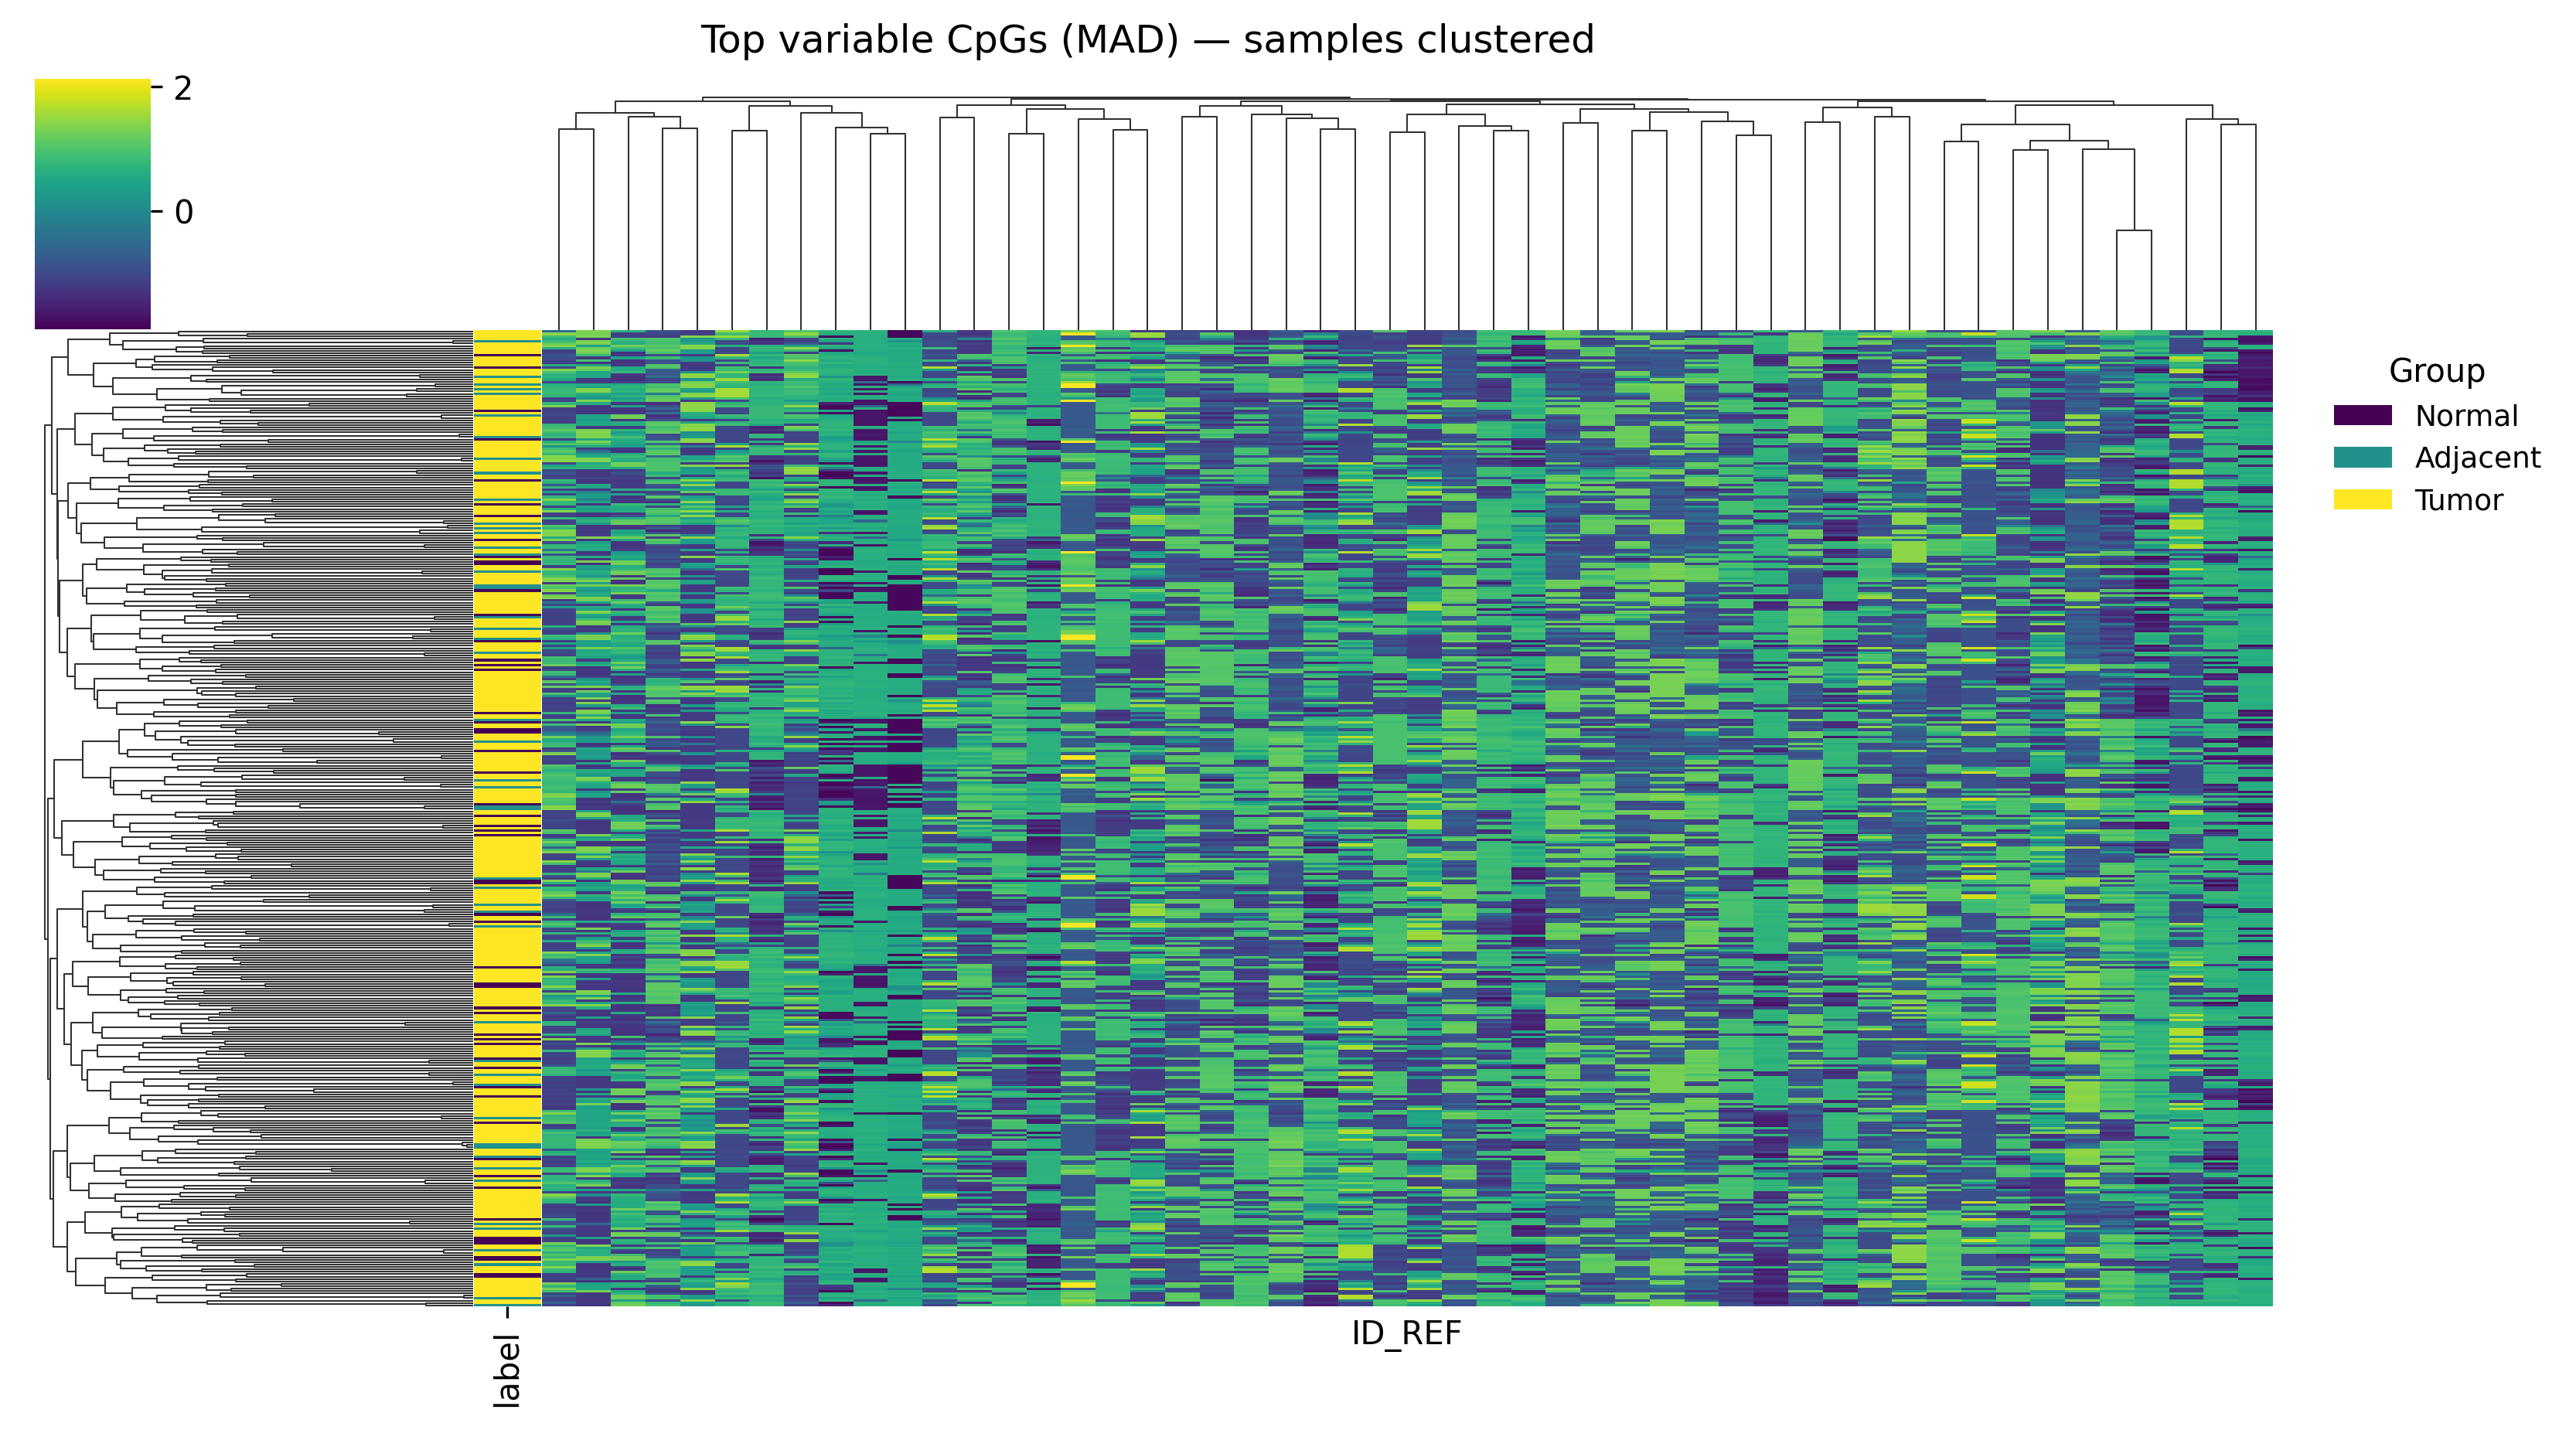 Top variable CpGs (MAD) — samples clustered
2
0
Group
Normal
Adjacent
Tumor
ID_REF
label